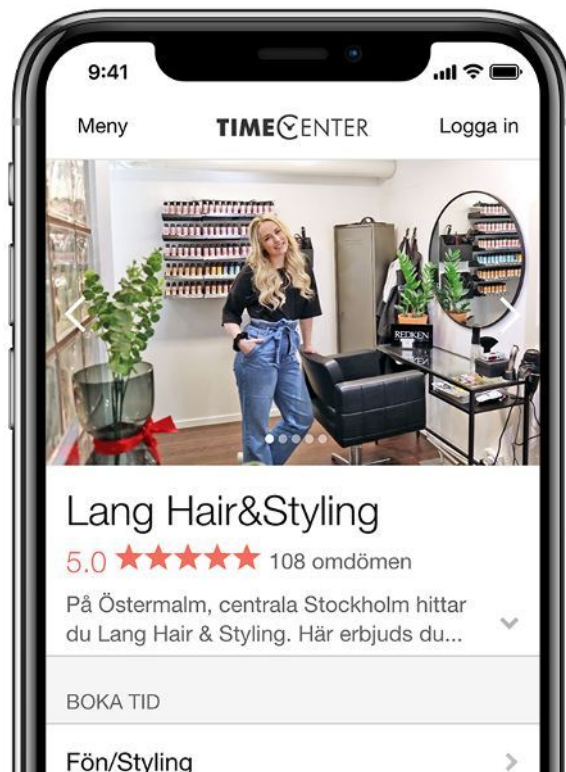 9:41
Meny
TIMECENTER
Logga in
REDKEN
Lang Hair&Styling
5.0 108 omdömen
På Östermalm, centrala Stockholm hittar
du Lang Hair & Styling. Här erbjuds du...
BOKA TID
Fön/Styling